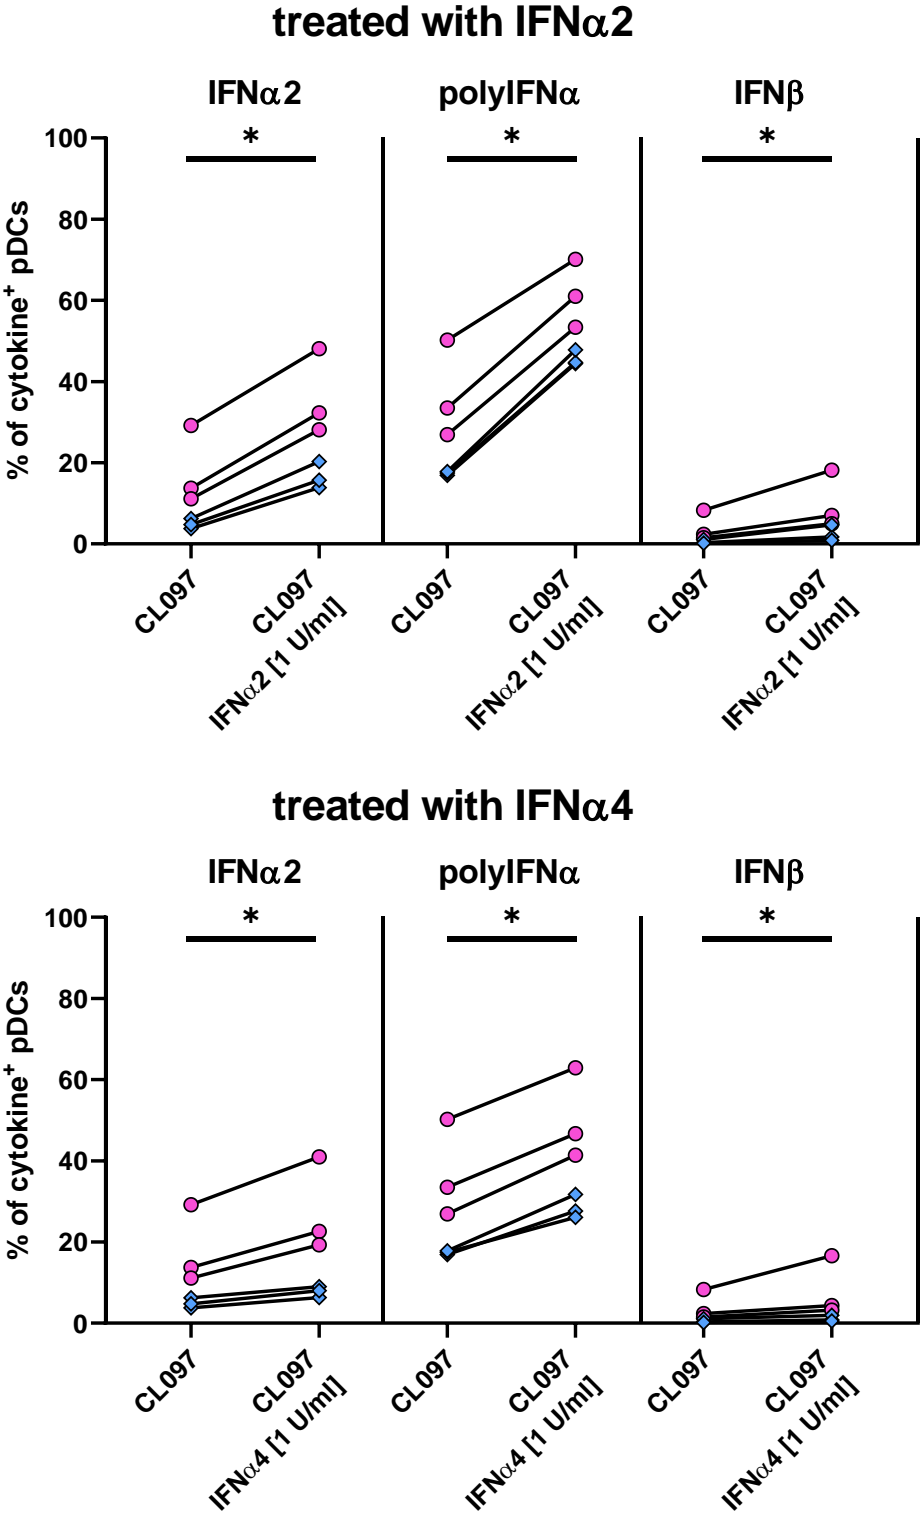 treated with IFNα2
IFNα2 polyIFNα IFNβ
* * *
% of cytokine⁺ pDCs
100
80
60
40
20
0
CL097
CL097
IFNα2 [1 U/ml]
CL097
CL097
IFNα2 [1 U/ml]
CL097
CL097
IFNα2 [1 U/ml]
treated with IFNα4
IFNα2 polyIFNα IFNβ
* * *
% of cytokine⁺ pDCs
100
80
60
40
20
0
CL097
CL097
IFNα4 [1 U/ml]
CL097
CL097
IFNα4 [1 U/ml]
CL097
CL097
IFNα4 [1 U/ml]